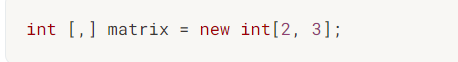 int [,] matrix = new int[2, 3];